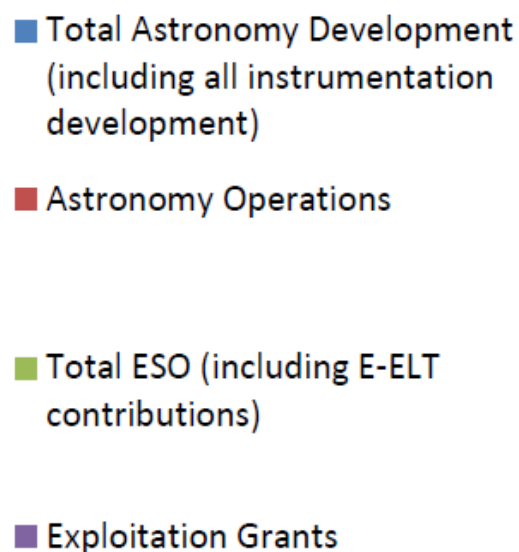 Total Astronomy Development
(including all instrumentation
development)
Astronomy Operations
Total ESO (including E-ELT
contributions)
Exploitation Grants